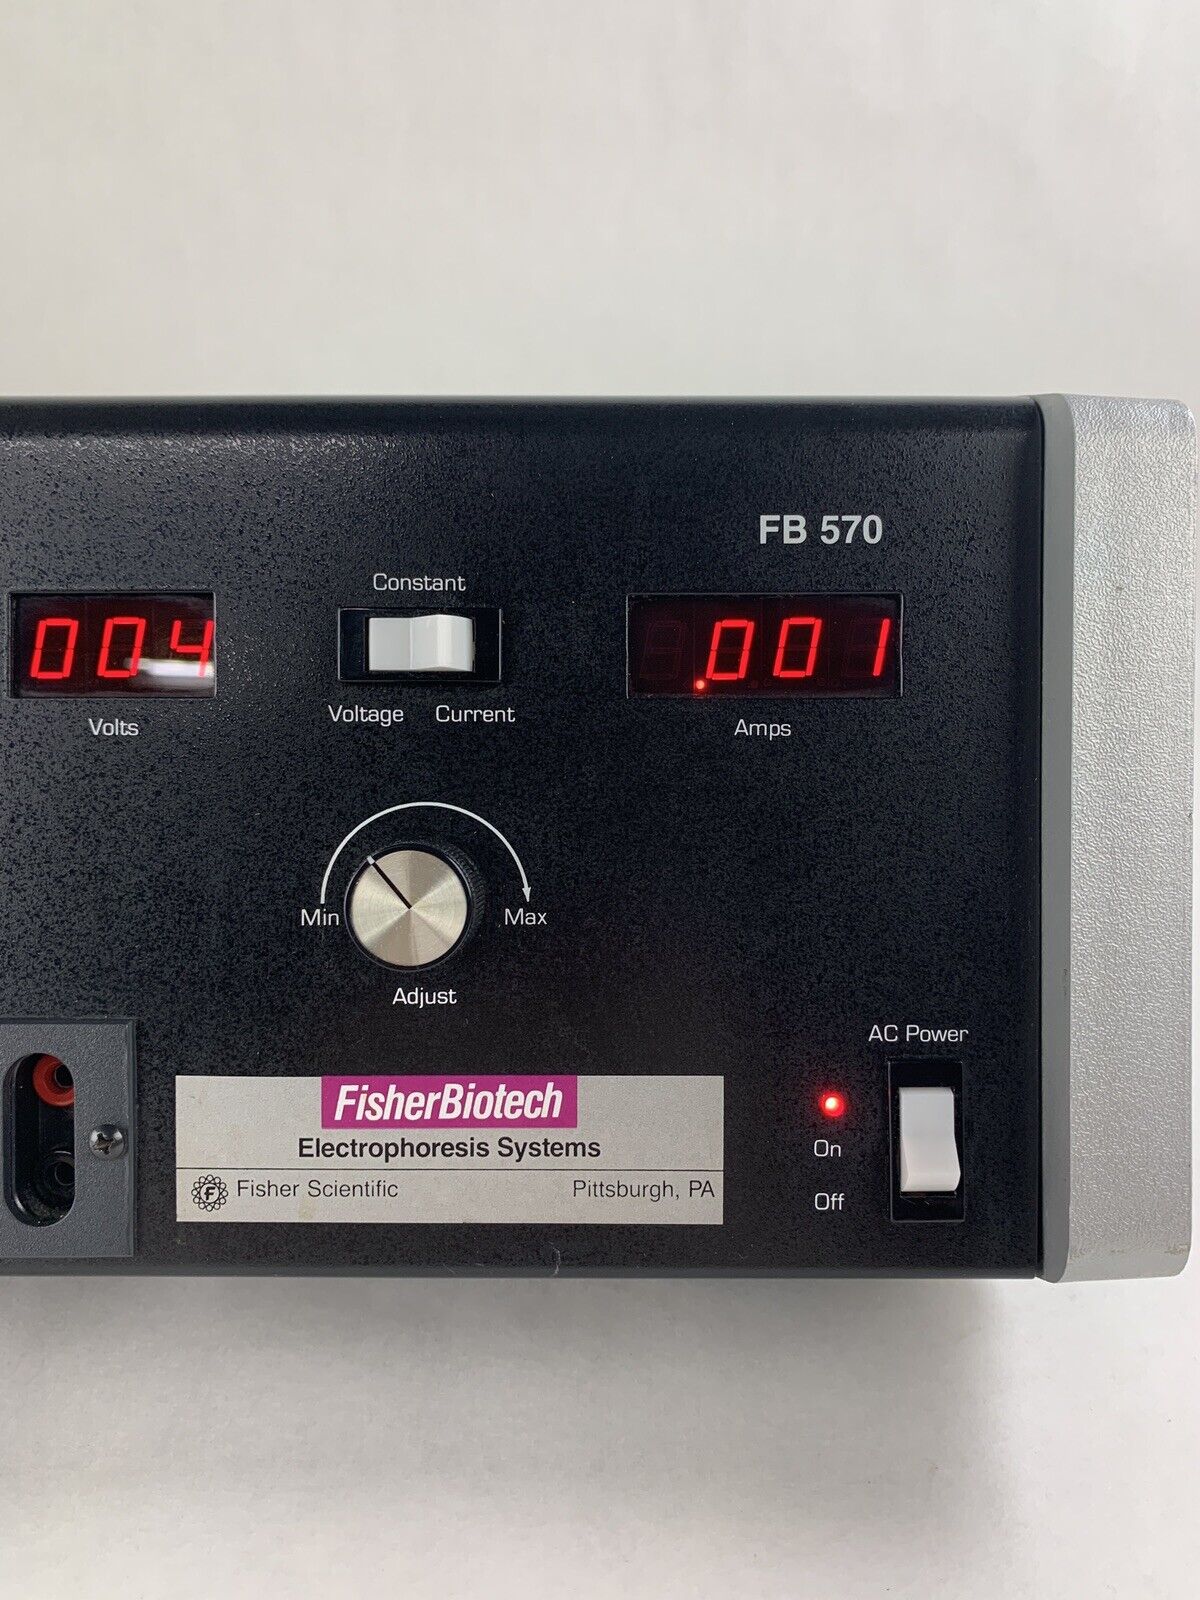 FB 570
Constant
004
.001
Voltage Current
Volts
Amps
Min
Max
Adjust
AC Power
On
Off
FisherBiotech
Electrophoresis Systems
F Fisher Scientific Pittsburgh, PA